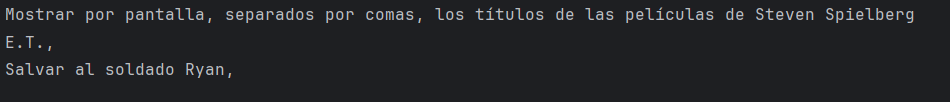 Mostrar por pantalla, separados por comas, los títulos de las películas de Steven Spielberg
E.T.,
Salvar al soldado Ryan,